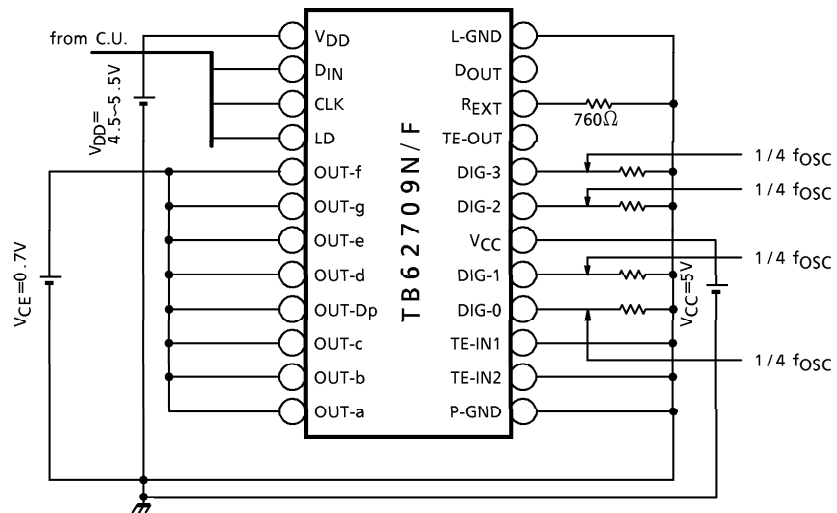 from C.U.
VDD=
4.5~5.5V
VCE=0.7V
VDD
DIN
CLK
LD
OUT-f
OUT-g
OUT-e
OUT-d
OUT-Dp
OUT-c
OUT-b
OUT-a
TB62709N/F
L-GND
DOUT
REXT
TE-OUT
DIG-3
DIG-2
VCC
DIG-1
DIG-0
TE-IN1
TE-IN2
P-GND
760Ω
VCC=5V
1/4 fOSC
1/4 fOSC
1/4 fOSC
1/4 fOSC